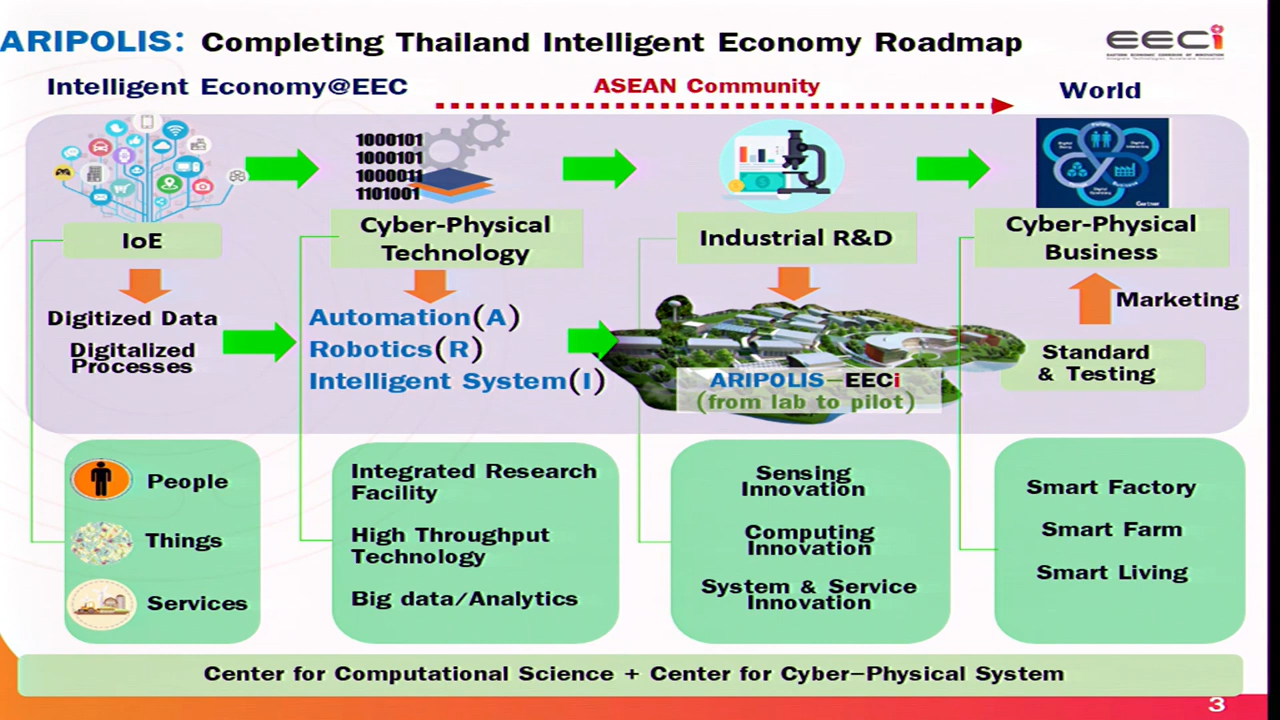 ARIPOLIS: Completing Thailand Intelligent Economy Roadmap
EECi
Intelligent Economy@EEC
ASEAN Community
World
1000101
1000101
1000011
1101001
IoE
Cyber-Physical
Technology
Industrial R&D
Cyber-Physical
Business
Gartner
Digitized Data
Digitalized
Processes
Automation(A)
Robotics(R)
Intelligent System(I)
ARIPOLIS-EECi
(from lab to pilot)
Marketing
Standard
& Testing
People
Things
Services
Integrated Research
Facility
High Throughput
Technology
Big data/Analytics
Sensing
Innovation
Computing
Innovation
System & Service
Innovation
Smart Factory
Smart Farm
Smart Living
Center for Computational Science + Center for Cyber-Physical System
3